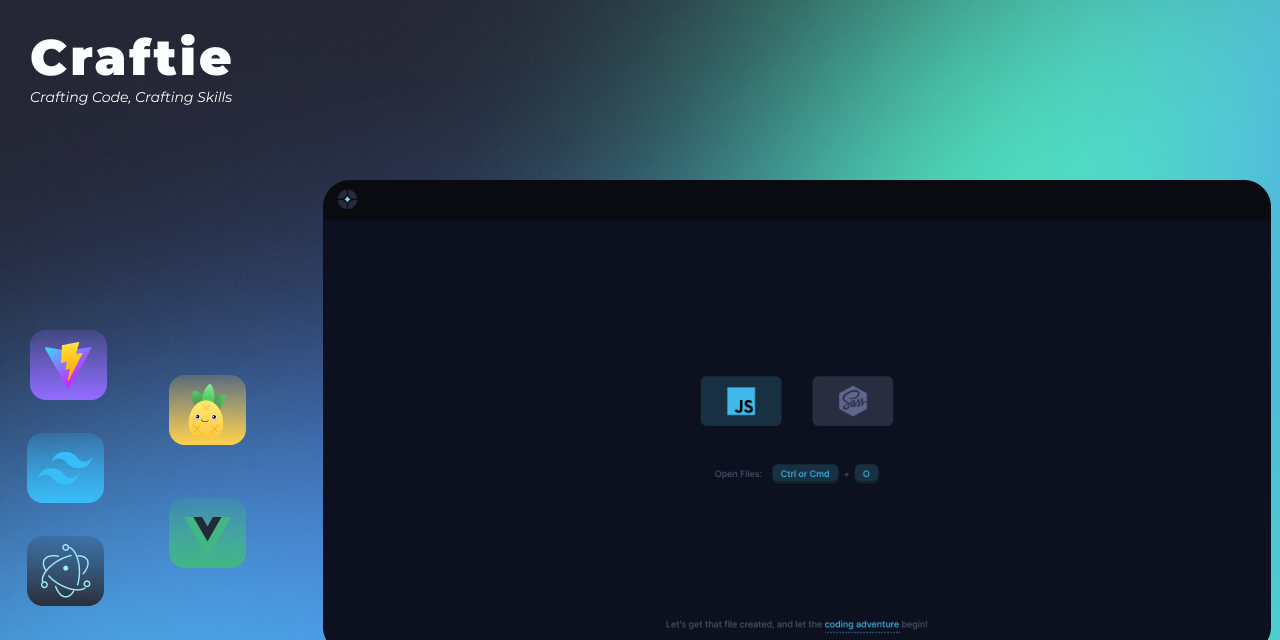 Craftie
Crafting Code, Crafting Skills
JS
Sass
Open Files: Ctrl or Cmd + O
Let's get that file created, and let the coding adventure begin!